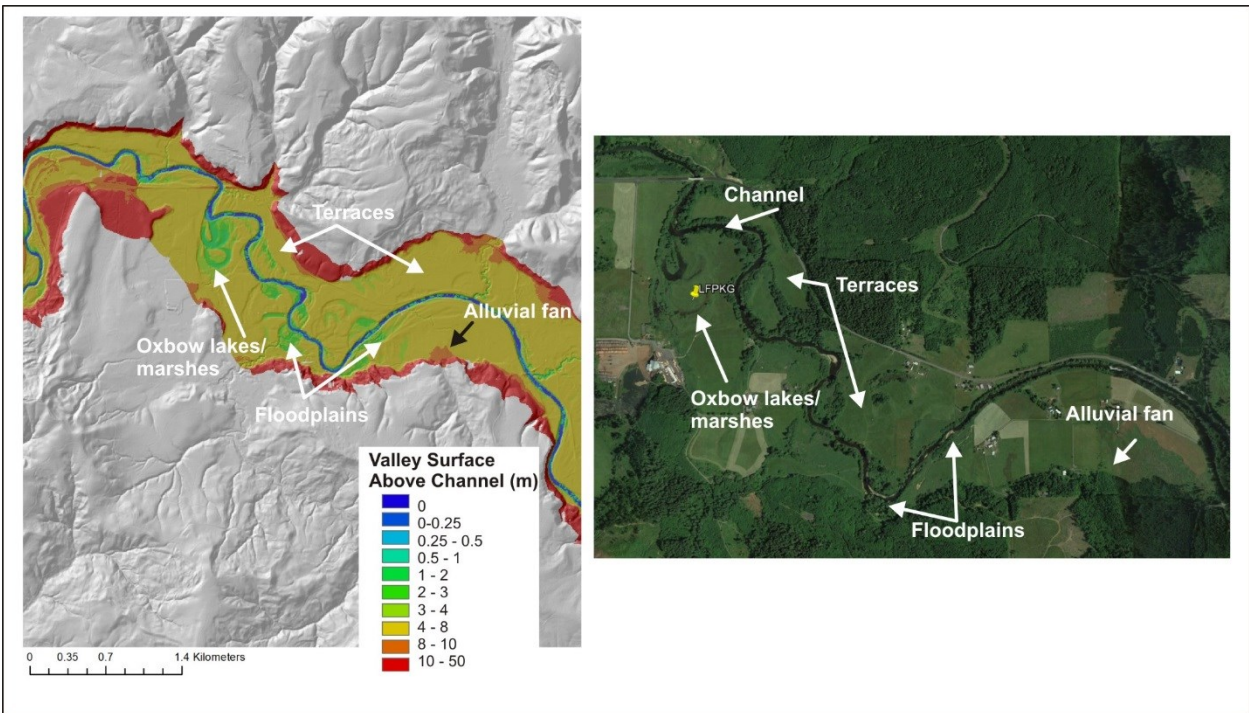 Terraces
Alluvial fan
Oxbow lakes/
marshes
Floodplains
Valley Surface
Above Channel (m)
0
0-0.25
0.25 - 0.5
0.5 - 1
1 - 2
2 - 3
3 - 4
4 - 8
8 - 10
10 - 50
0 0.35 0.7 1.4 Kilometers
Channel
LFPKG
Terraces
Oxbow lakes/
marshes
Alluvial fan
Floodplains